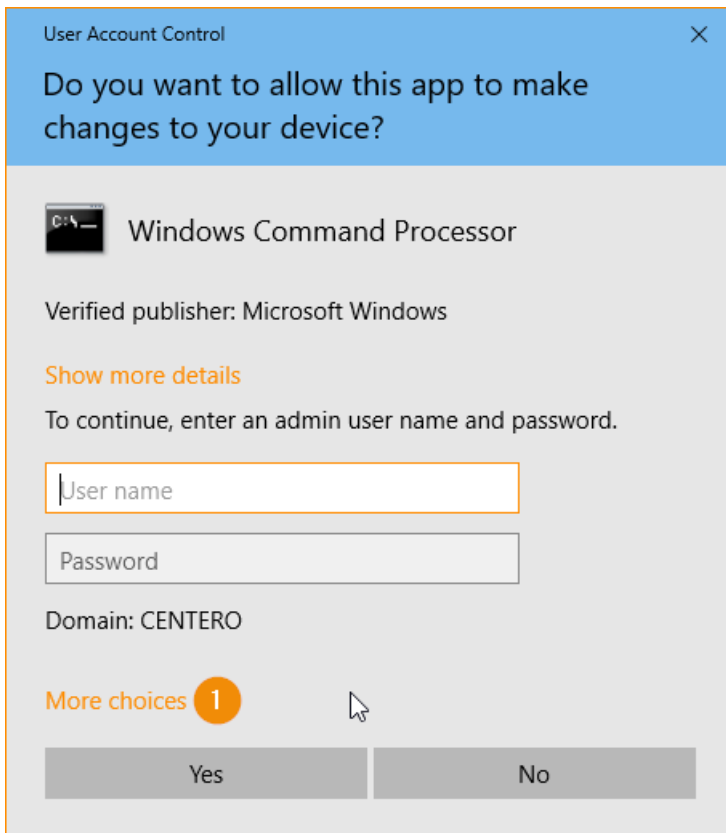 User Account Control
Do you want to allow this app to make
changes to your device?
C:\_
Windows Command Processor
Verified publisher: Microsoft Windows
Show more details
To continue, enter an admin user name and password.
User name
Password
Domain: CENTERO
More choices 1
Yes No